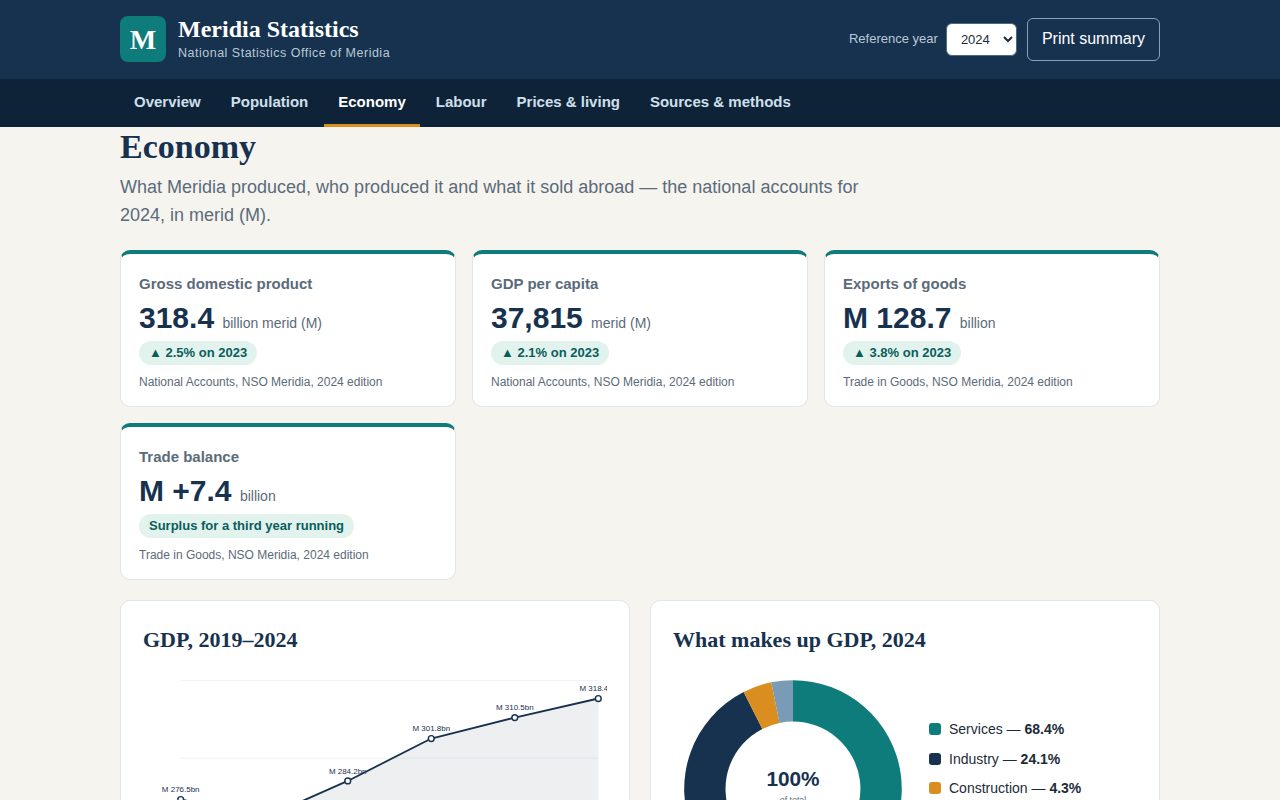 M
Meridia Statistics
National Statistics Office of Meridia
Reference year
2024
Print summary
Overview
Population
Economy
Labour
Prices & living
Sources & methods
Economy
What Meridia produced, who produced it and what it sold abroad — the national accounts for
2024, in merid (M).
Gross domestic product
318.4 billion merid (M)
▲ 2.5% on 2023
National Accounts, NSO Meridia, 2024 edition
GDP per capita
37,815 merid (M)
▲ 2.1% on 2023
National Accounts, NSO Meridia, 2024 edition
Exports of goods
M 128.7 billion
▲ 3.8% on 2023
Trade in Goods, NSO Meridia, 2024 edition
Trade balance
M +7.4 billion
Surplus for a third year running
Trade in Goods, NSO Meridia, 2024 edition
GDP, 2019–2024
M 318.4
M 310.5bn
M 301.8bn
M 284.2bn
M 276.5bn
What makes up GDP, 2024
100%
of total
Services — 68.4%
Industry — 24.1%
Construction — 4.3%